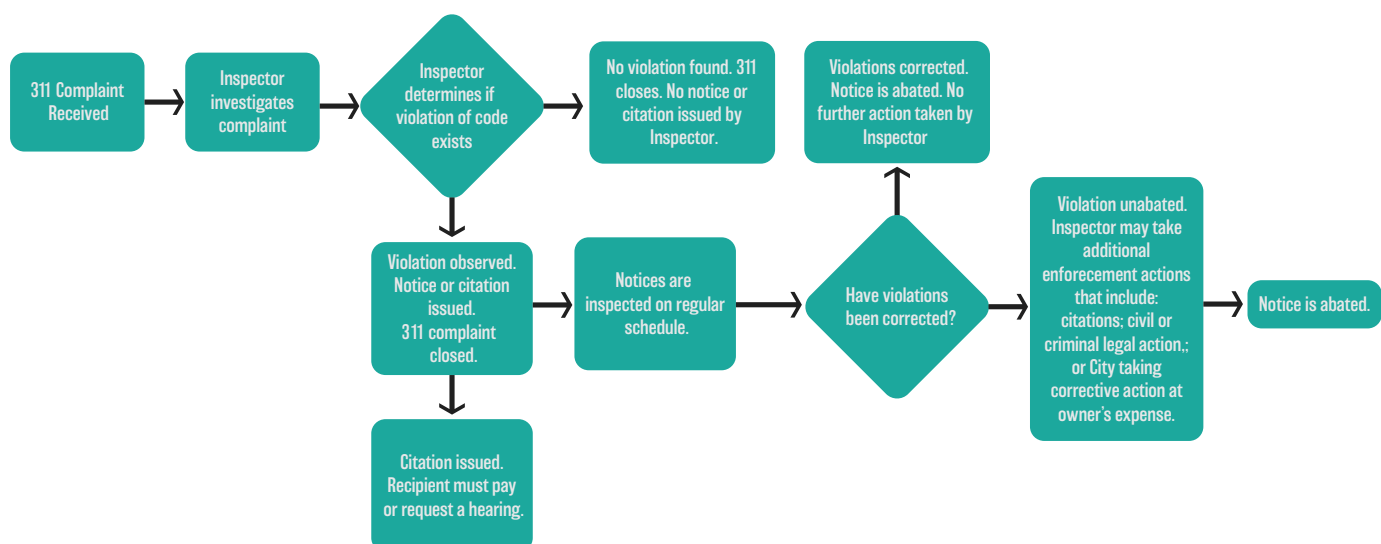 311 Complaint
Received
Inspector
investigates
complaint
Inspector
determines if
violation of code
exists
No violation found. 311
closes. No notice or
citation issued by
Inspector.
Violations corrected.
Notice is abated. No
further action taken by
Inspector
Violation observed.
Notice or citation
issued.
311 complaint
closed.
Notices are
inspected on regular
schedule.
Have violations
been corrected?
Violation unabated.
Inspector may take
additional
enforcement actions
that include:
citations; civil or
criminal legal action,;
or City taking
corrective action at
owner's expense.
Notice is abated.
Citation issued.
Recipient must pay
or request a hearing.